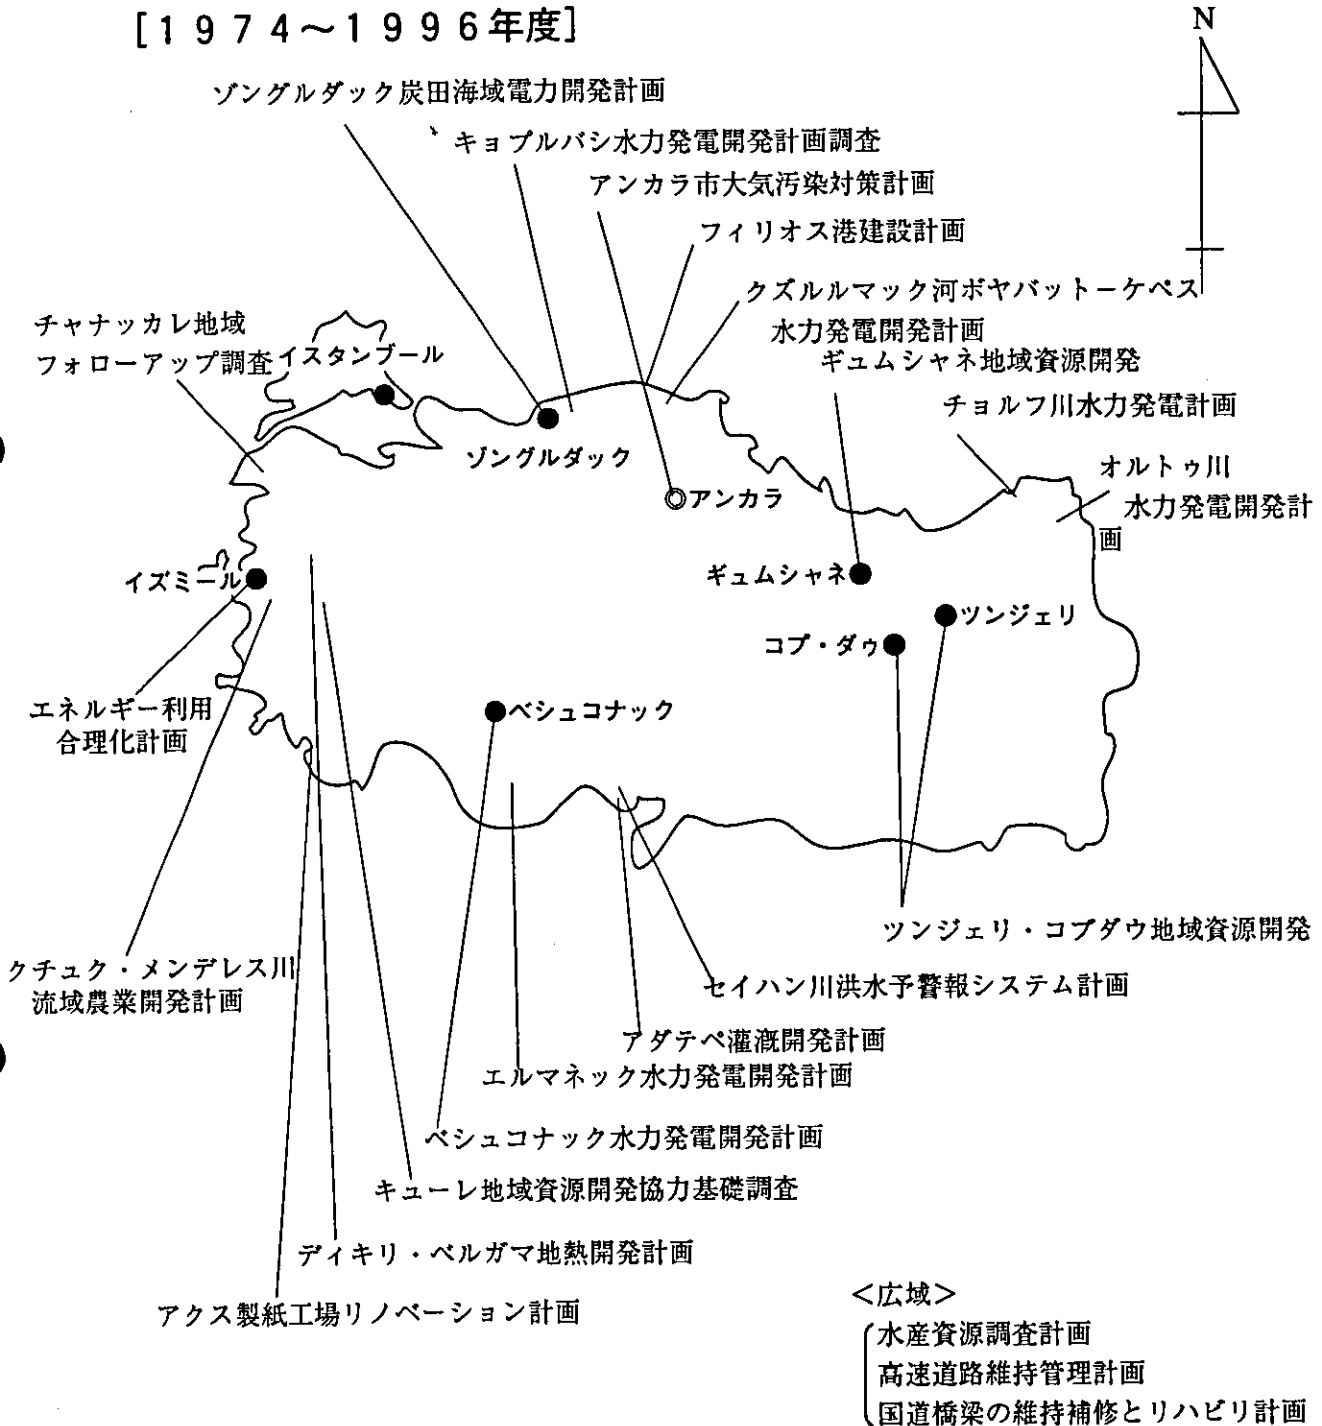 [1974～1996年度]
N
ゾングルダック炭田海域電力開発計画
キョプルバシ水力発電開発計画調査
アンカラ市大気汚染対策計画
フィリオス港建設計画
クズルルマック河ボヤバットーケペス
水力発電開発計画
チャナッカレ地域
フォローアップ調査
イスタンブール
ギュムシャネ地域資源開発
チョルフ川水力発電計画
ゾングルダック
オルトゥ川
水力発電開発計
画
アンカラ
イズミール
ギュムシャネ
ツンジェリ
コプ・ダゥ
エネルギー利用
合理化計画
ベシュコナック
ツンジェリ・コプダウ地域資源開発
クチュク・メンデレス川
流域農業開発計画
セイハン川洪水予警報システム計画
アダテペ灌漑開発計画
エルマネック水力発電開発計画
ベシュコナック水力発電開発計画
キューレ地域資源開発協力基礎調査
ディキリ・ベルガマ地熱開発計画
アクス製紙工場リノベーション計画
＜広域＞
水産資源調査計画
高速道路維持管理計画
国道橋梁の維持補修とリハビリ計画